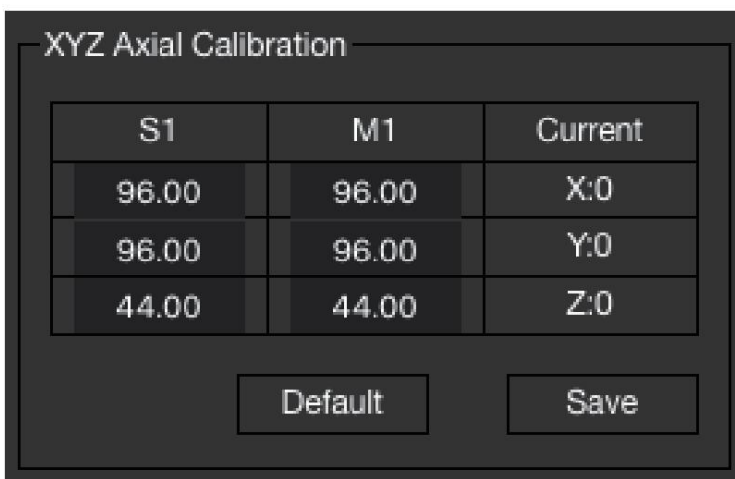 XYZ Axial Calibration
S1 M1 Current
96.00 96.00 X:0
96.00 96.00 Y:0
44.00 44.00 Z:0
Default Save